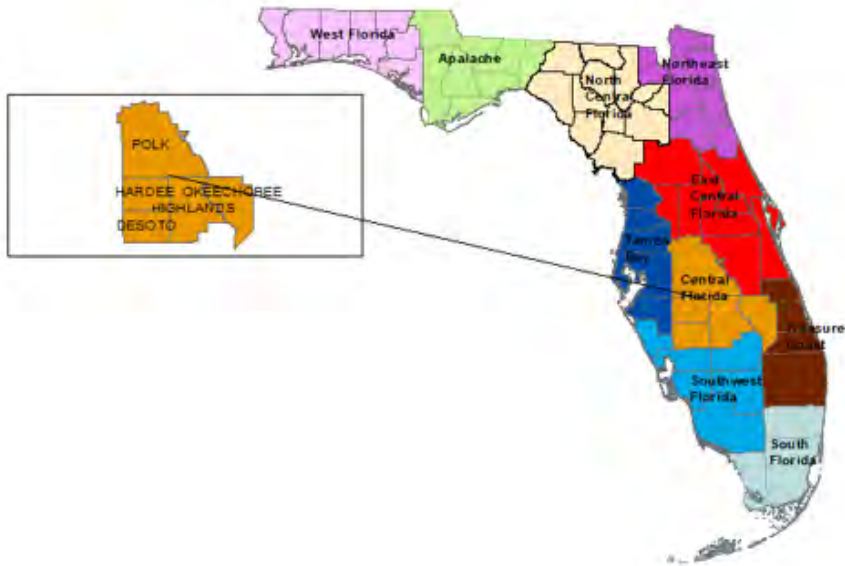 West Florida
Apalache
Northeast
Florida
North
Central
Florida
POLK
HARDEE OKEECHOBEE
HIGHLANDS
DESOTO
East
Central
Florida
Tampa
Bay
Central
Florida
Treasure
Coast
Southwest
Florida
South
Florida